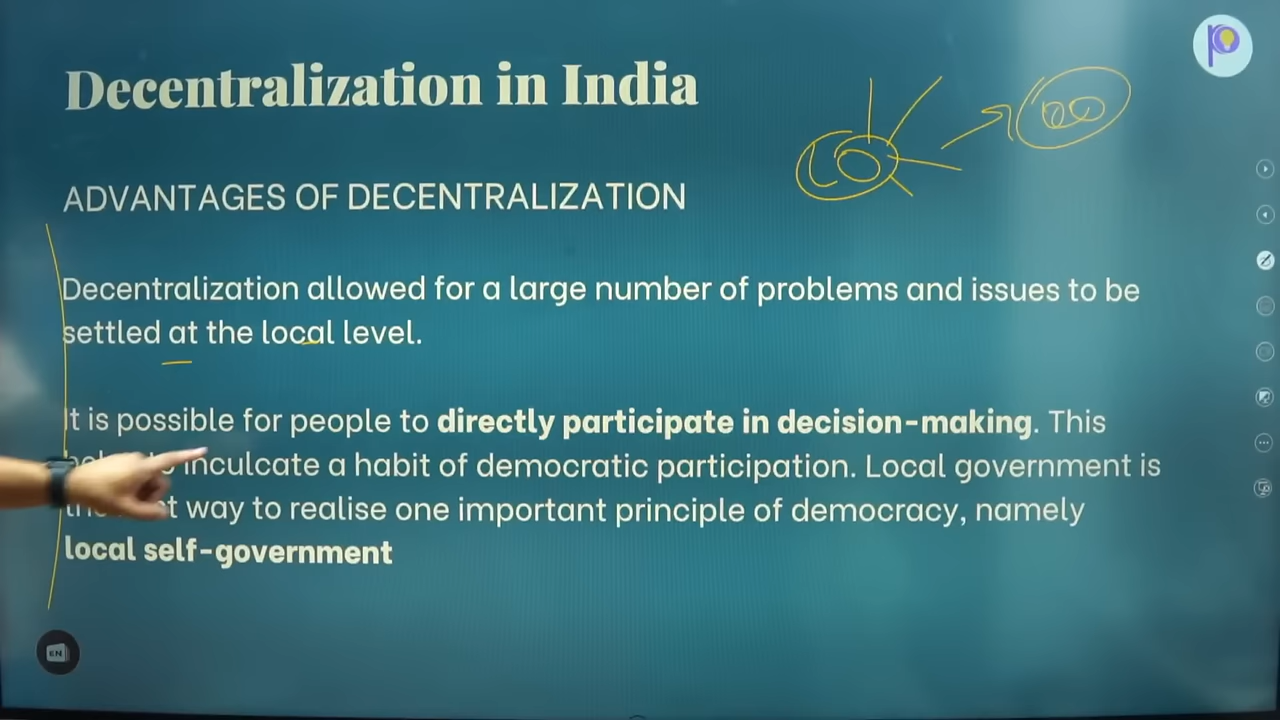 Decentralization in India
ADVANTAGES OF DECENTRALIZATION
Decentralization allowed for a large number of problems and issues to be
settled at the local level.
It is possible for people to directly participate in decision-making. This
inculcate a habit of democratic participation. Local government is
way to realise one important principle of democracy, namely
local self-government
EN